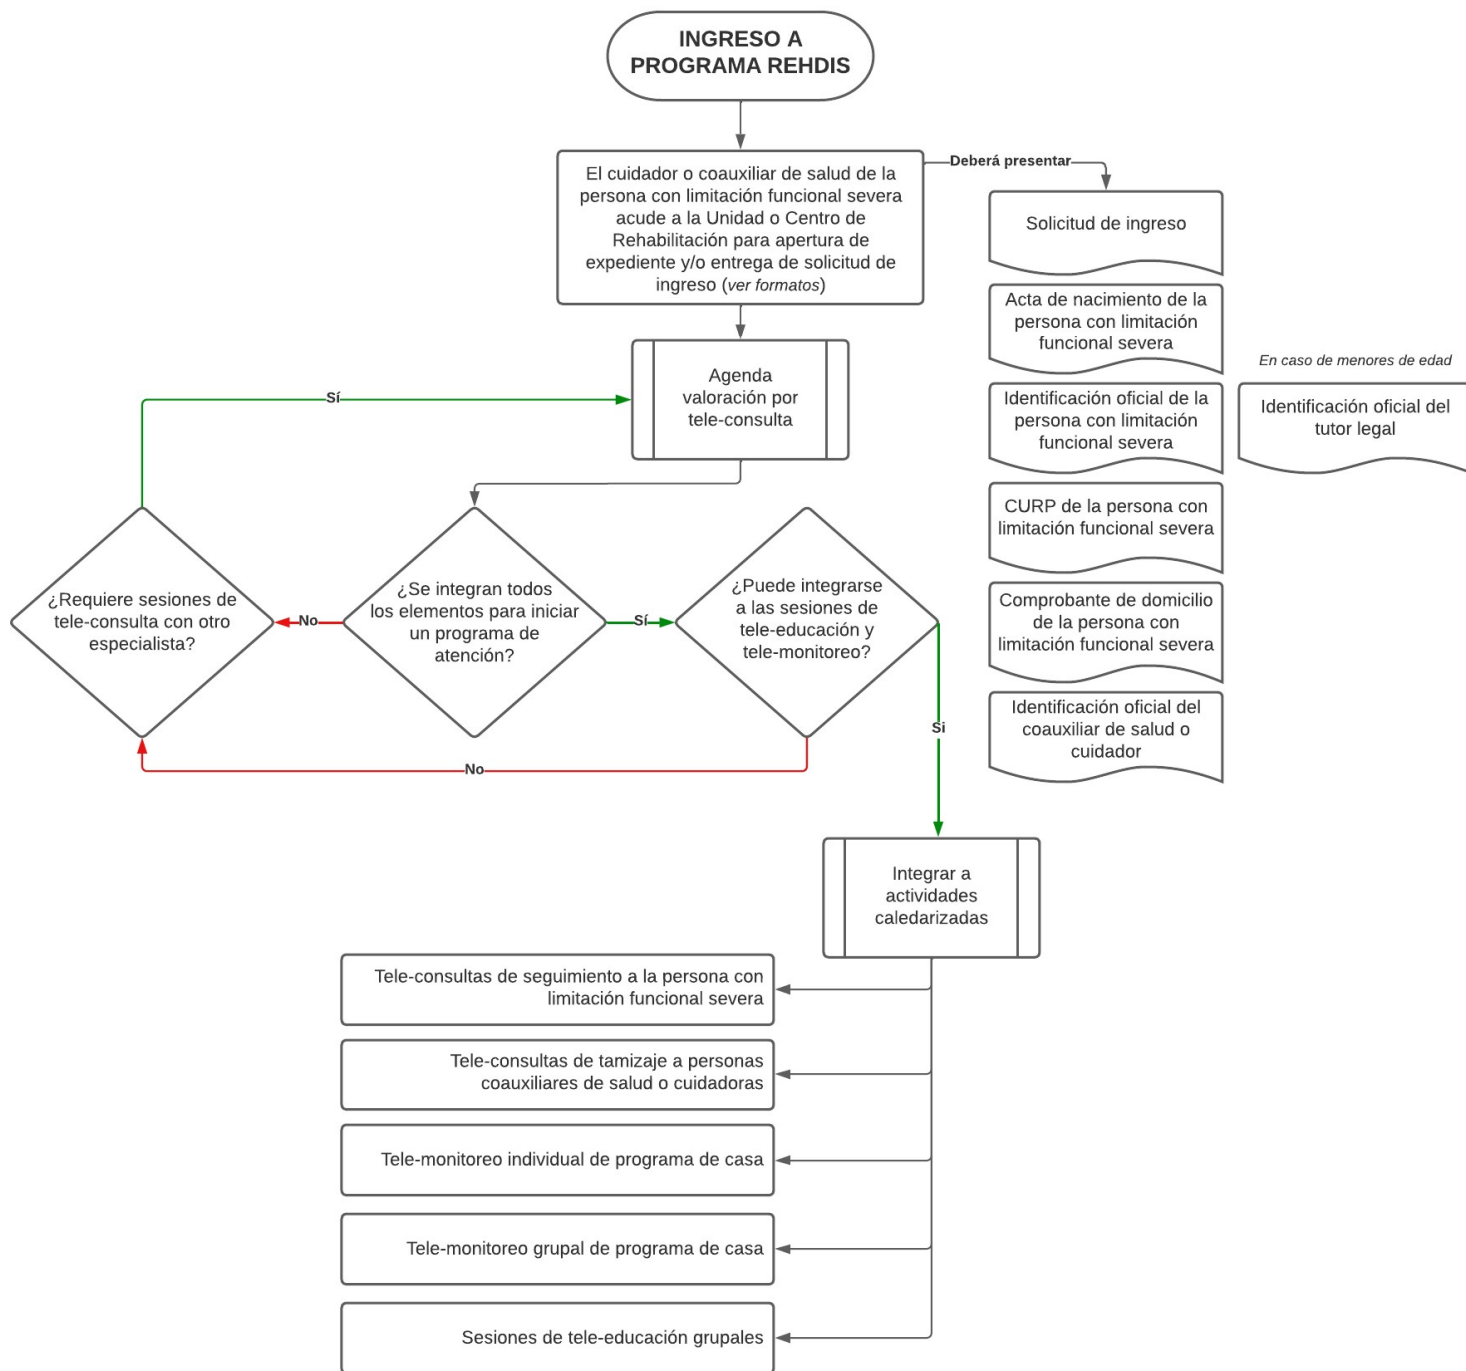 INGRESO A
PROGRAMA REHDIS
El cuidador o coauxiliar de salud de la
persona con limitación funcional severa
acude a la Unidad o Centro de
Rehabilitación para apertura de
expediente y/o entrega de solicitud de
ingreso (ver formatos)
Deberá presentar
Solicitud de ingreso
Acta de nacimiento de la
persona con limitación
funcional severa
Identificación oficial de la
persona con limitación
funcional severa
En caso de menores de edad
Identificación oficial del
tutor legal
CURP de la persona con
limitación funcional severa
Comprobante de domicilio
de la persona con
limitación funcional severa
Identificación oficial del
coauxiliar de salud o
cuidador
Agenda
valoración por
tele-consulta
Sí
¿Requiere sesiones de
tele-consulta con otro
especialista?
No
¿Se integran todos
los elementos para iniciar
un programa de
atención?
Sí
¿Puede integrarse
a las sesiones de
tele-educación y
tele-monitoreo?
Si
No
Integrar a
actividades
caledarizadas
Tele-consultas de seguimiento a la persona con
limitación funcional severa
Tele-consultas de tamizaje a personas
coauxiliares de salud o cuidadoras
Tele-monitoreo individual de programa de casa
Tele-monitoreo grupal de programa de casa
Sesiones de tele-educación grupales